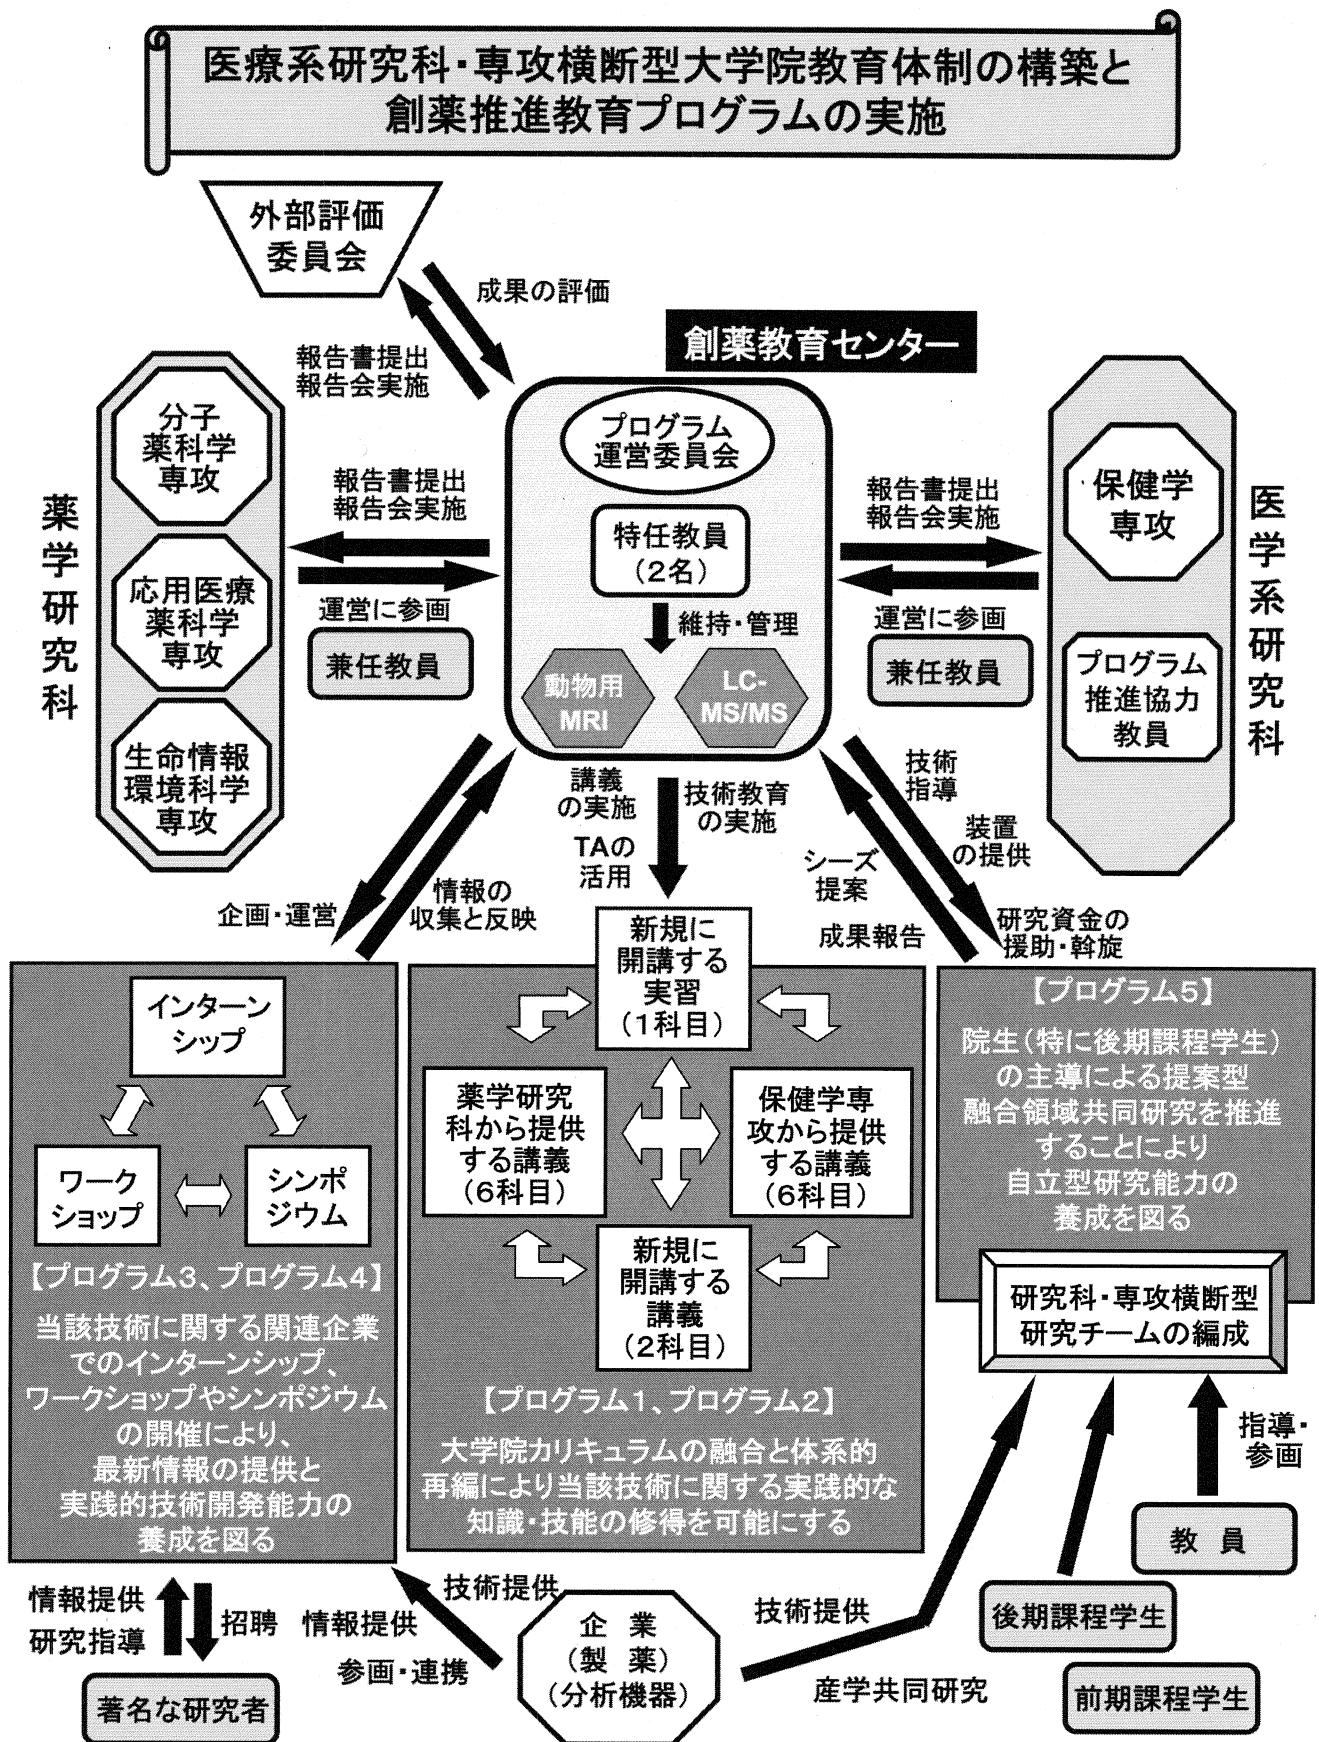 医療系研究科・専攻横断型大学院教育体制の構築と
創薬推進教育プログラムの実施
外部評価
委員会
成果の評価
報告書提出
報告会実施
創薬教育センター
プログラム
運営委員会
特任教員
（2名）
維持・管理
動物用
MRI
LC-
MS/MS
薬学研究科
分子
薬科学
専攻
応用医療
薬科学
専攻
生命情報
環境科学
専攻
報告書提出
報告会実施
運営に参画
兼任教員
報告書提出
報告会実施
運営に参画
兼任教員
保健学
専攻
プログラム
推進協力
教員
医学系研究科
企画・運営
情報の
収集と反映
講義
の実施
TAの
活用
技術教育
の実施
技術
指導
装置
の提供
シーズ
提案
成果報告
研究資金の
援助・斡旋
インターン
シップ
ワーク
ショップ
シンポ
ジウム
【プログラム3、プログラム4】
当該技術に関する関連企業
でのインターンシップ、
ワークショップやシンポジウム
の開催により、
最新情報の提供と
実践的技術開発能力の
養成を図る
新規に
開講する
実習
（1科目）
薬学研究
科から提供
する講義
（6科目）
保健学専
攻から提供
する講義
（6科目）
新規に
開講する
講義
（2科目）
【プログラム1、プログラム2】
大学院カリキュラムの融合と体系的
再編により当該技術に関する実践的な
知識・技能の修得を可能にする
【プログラム5】
院生（特に後期課程学生）
の主導による提案型
融合領域共同研究を推進
することにより
自立型研究能力の
養成を図る
研究科・専攻横断型
研究チームの編成
指導・
参画
教　員
後期課程学生
前期課程学生
情報提供
研究指導
招聘
著名な研究者
技術提供
情報提供
参画・連携
企　業
（製　薬）
（分析機器）
技術提供
産学共同研究